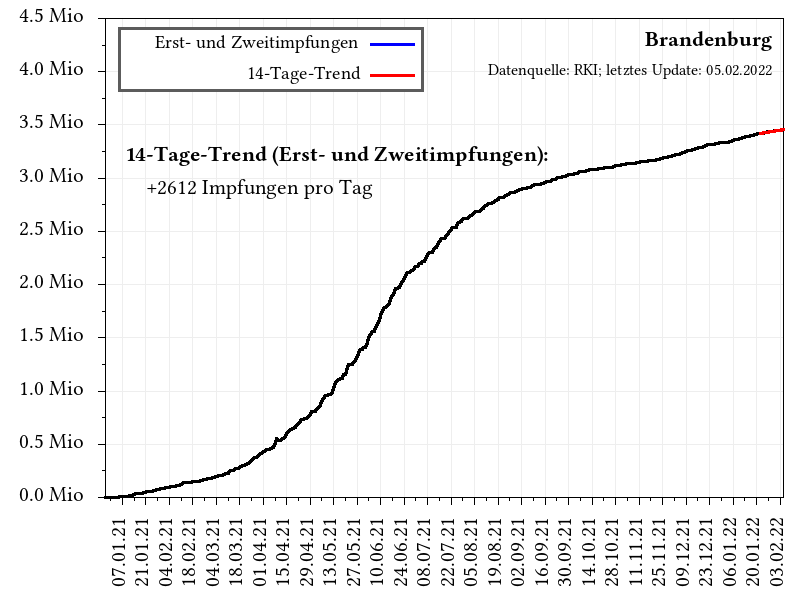 4.5 Mio
4.0 Mio
3.5 Mio
3.0 Mio
2.5 Mio
2.0 Mio
1.5 Mio
1.0 Mio
0.5 Mio
0.0 Mio
Erst- und Zweitimpfungen
14-Tage-Trend
Brandenburg
Datenquelle: RKI; letztes Update: 05.02.2022
14-Tage-Trend (Erst- und Zweitimpfungen):
+2612 Impfungen pro Tag
07.01.21
21.01.21
04.02.21
18.02.21
04.03.21
18.03.21
01.04.21
15.04.21
29.04.21
13.05.21
27.05.21
10.06.21
24.06.21
08.07.21
22.07.21
05.08.21
19.08.21
02.09.21
16.09.21
30.09.21
14.10.21
28.10.21
11.11.21
25.11.21
09.12.21
23.12.21
06.01.22
20.01.22
03.02.22